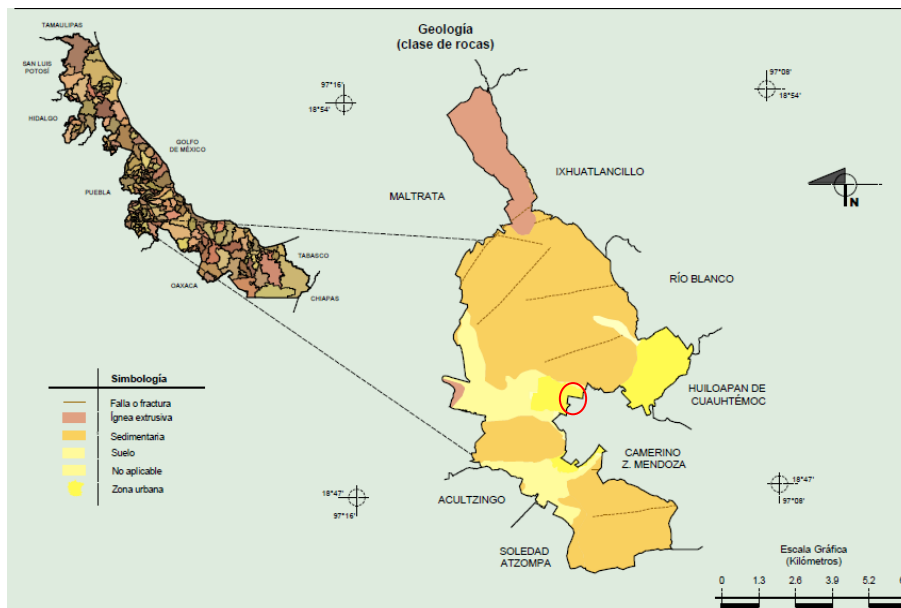 TAMAULIPAS
SAN LUIS
POTOSÍ
HIDALGO
GOLFO
DE MÉXICO
PUEBLA
TABASCO
OAXACA
CHIAPAS
Geología
(clase de rocas)
97°16'
18°54'
97°08'
18°54'
IXHUATLANCILLO
MALTRATA
N
RÍO BLANCO
HUILOAPAN DE
CUAUHTÉMOC
CAMERINO
Z. MENDOZA
ACULTZINGO
SOLEDAD
ATZOMPA
18°47'
97°16'
18°47'
97°08'
Simbología
Falla o fractura
Ígnea extrusiva
Sedimentaria
Suelo
No aplicable
Zona urbana
Escala Gráfica
(Kilómetros)
0 1.3 2.6 3.9 5.2